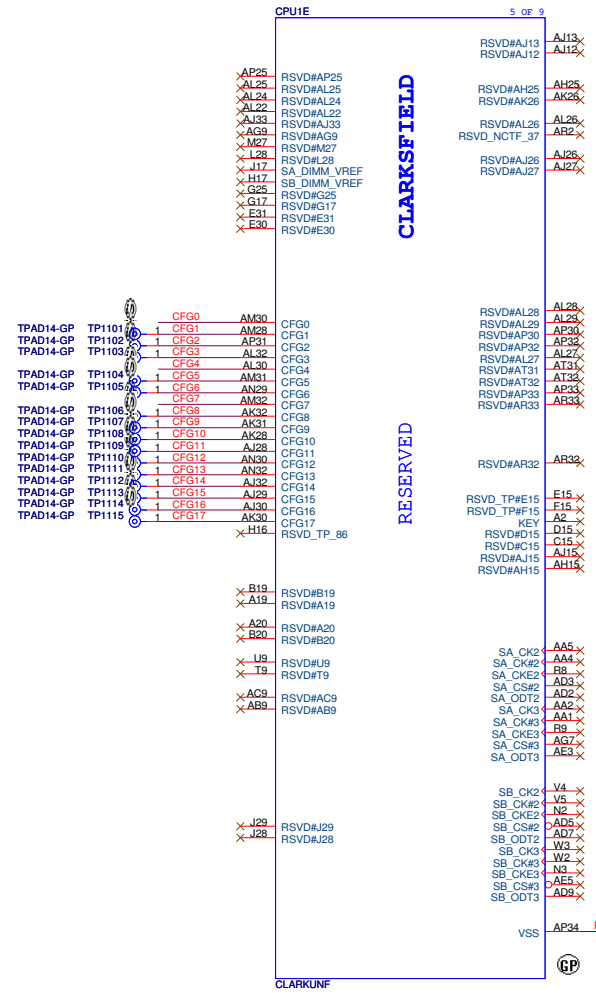 CPU1E 5 OF 9
AJ13 RSVD#AJ13
AJ12 RSVD#AJ12
AP25 RSVD#AP25
AL25 RSVD#AL25
AL24 RSVD#AL24
AL22 RSVD#AL22
AJ33 RSVD#AJ33
AG9 RSVD#AG9
M27 RSVD#M27
L28 RSVD#L28
J17 SA_DIMM_VREF
H17 SB_DIMM_VREF
G25 RSVD#G25
G17 RSVD#G17
E31 RSVD#E31
E30 RSVD#E30
RSVD#AH25 AH25
RSVD#AK26 AK26
RSVD#AL26 AL26
RSVD_NCTF_37 AR2
RSVD#AJ26 AJ26
RSVD#AJ27 AJ27
CLARKSFIELD
CFG0 AM30 CFG0
TPAD14-GP TP1101 1 CFG1 AM28 CFG1
TPAD14-GP TP1102 1 CFG2 AP31 CFG2
TPAD14-GP TP1103 1 CFG3 AL32 CFG3
CFG4 AL30 CFG4
TPAD14-GP TP1104 1 CFG5 AM31 CFG5
TPAD14-GP TP1105 1 CFG6 AN29 CFG6
CFG7 AM32 CFG7
TPAD14-GP TP1106 1 CFG8 AK32 CFG8
TPAD14-GP TP1107 1 CFG9 AK31 CFG9
TPAD14-GP TP1108 1 CFG10 AK28 CFG10
TPAD14-GP TP1109 1 CFG11 AJ28 CFG11
TPAD14-GP TP1110 1 CFG12 AN30 CFG12
TPAD14-GP TP1111 1 CFG13 AN32 CFG13
TPAD14-GP TP1112 1 CFG14 AJ32 CFG14
TPAD14-GP TP1113 1 CFG15 AJ29 CFG15
TPAD14-GP TP1114 1 CFG16 AJ30 CFG16
TPAD14-GP TP1115 1 CFG17 AK30 CFG17
H16 RSVD_TP_86
RESERVED
RSVD#AL28 AL28
RSVD#AL29 AL29
RSVD#AP30 AP30
RSVD#AP32 AP32
RSVD#AL27 AL27
RSVD#AT31 AT31
RSVD#AT32 AT32
RSVD#AP33 AP33
RSVD#AR33 AR33
RSVD#AR32 AR32
RSVD_TP#E15 E15
RSVD_TP#F15 F15
KEY A2
RSVD#D15 D15
RSVD#C15 C15
RSVD#AJ15 AJ15
RSVD#AH15 AH15
B19 RSVD#B19
A19 RSVD#A19
A20 RSVD#A20
B20 RSVD#B20
U9 RSVD#U9
T9 RSVD#T9
AC9 RSVD#AC9
AB9 RSVD#AB9
J29 RSVD#J29
J28 RSVD#J28
SA_CK2 AA5
SA_CK#2 AA4
SA_CKE2 R8
SA_CS#2 AD3
SA_ODT2 AD2
SA_CK3 AA2
SA_CK#3 AA1
SA_CKE3 R9
SA_CS#3 AG7
SA_ODT3 AE3
SB_CK2 V4
SB_CK#2 V5
SB_CKE2 N2
SB_CS#2 AD5
SB_ODT2 AD7
SB_CK3 W3
SB_CK#3 W2
SB_CKE3 N3
SB_CS#3 AE5
SB_ODT3 AD9
VSS AP34
GP
CLARKUNF